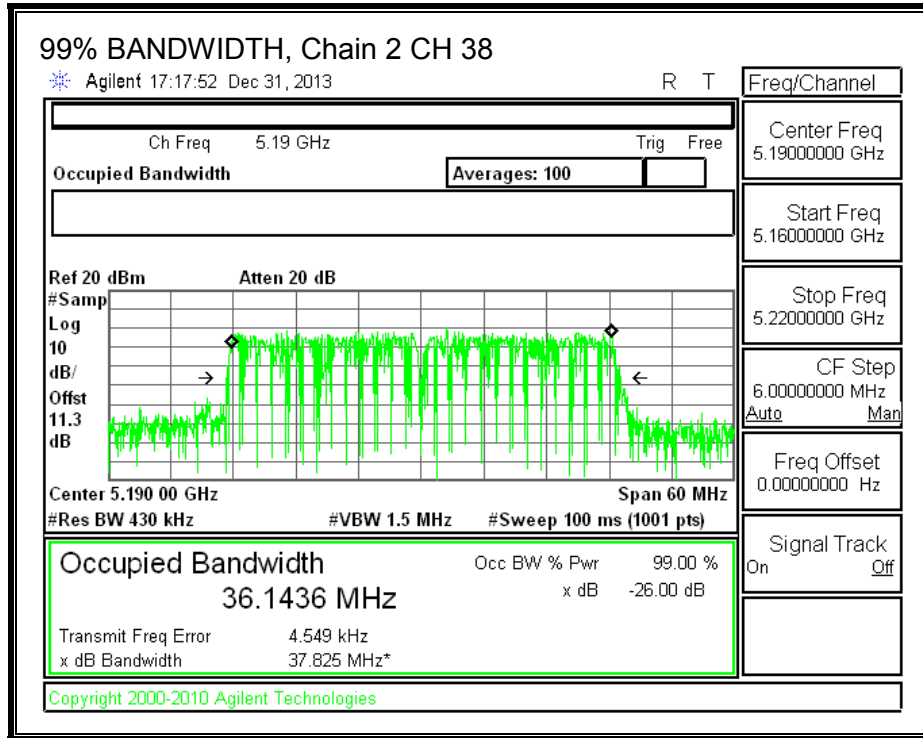 99% BANDWIDTH, Chain 2 CH 38
Agilent 17:17:52 Dec 31, 2013 R T
Freq/Channel
Ch Freq 5.19 GHz Trig Free
Occupied Bandwidth Averages: 100
Center Freq
5.19000000 GHz
Start Freq
5.16000000 GHz
Stop Freq
5.22000000 GHz
CF Step
6.00000000 MHz
Auto Man
Freq Offset
0.00000000 Hz
Signal Track
On Off
Ref 20 dBm Atten 20 dB
#Samp
Log
10
dB/
Offst
11.3
dB
Center 5.190 00 GHz Span 60 MHz
#Res BW 430 kHz #VBW 1.5 MHz #Sweep 100 ms (1001 pts)
Occupied Bandwidth Occ BW % Pwr 99.00 %
36.1436 MHz x dB -26.00 dB
Transmit Freq Error 4.549 kHz
x dB Bandwidth 37.825 MHz*
Copyright 2000-2010 Agilent Technologies